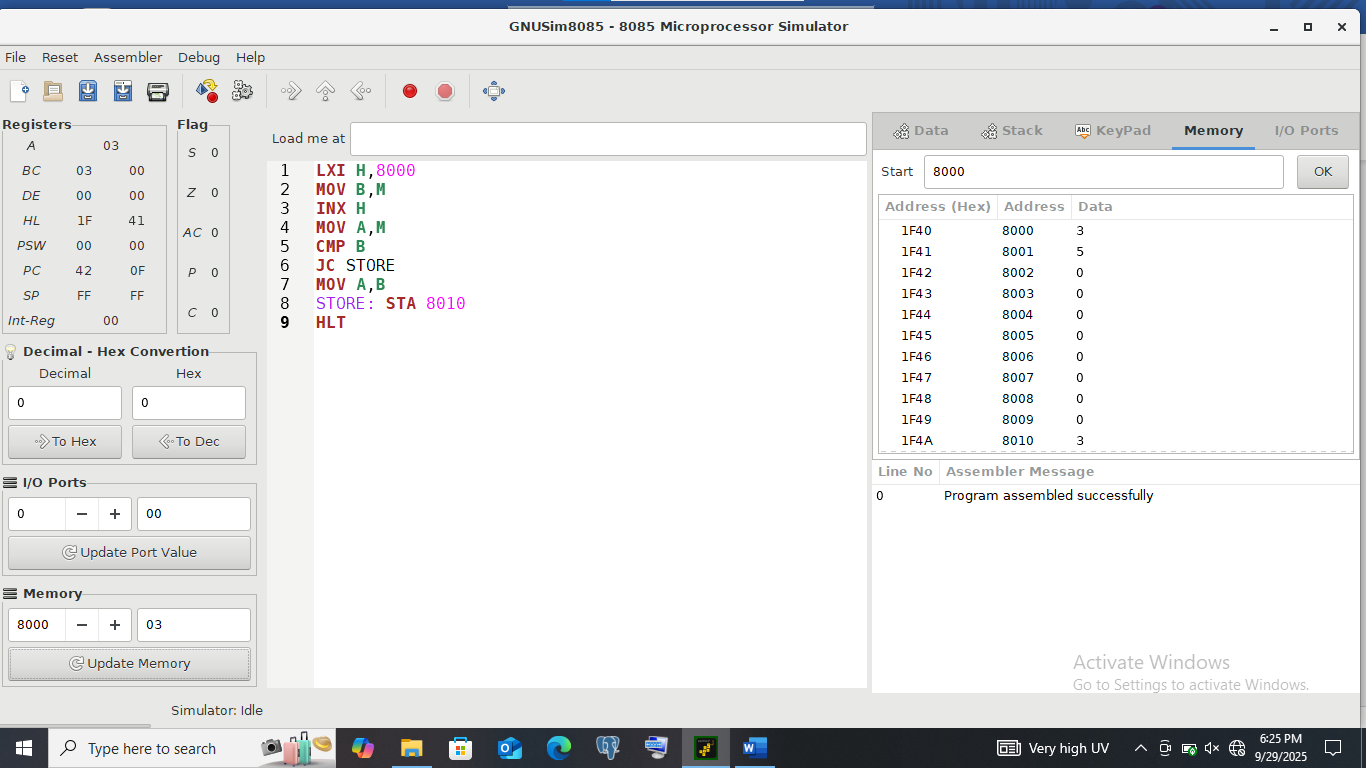 GNUSim8085 - 8085 Microprocessor Simulator
File Reset Assembler Debug Help
Registers
A 03
BC 03 00
DE 00 00
HL 1F 41
PSW 00 00
PC 42 0F
SP FF FF
Int-Reg 00
Flag
S 0
Z 0
AC 0
P 0
C 0
Decimal - Hex Convertion
Decimal Hex
0 0
To Hex To Dec
I/O Ports
0 00
Update Port Value
Memory
8000 03
Update Memory
Load me at
1 LXI H,8000
2 MOV B,M
3 INX H
4 MOV A,M
5 CMP B
6 JC STORE
7 MOV A,B
8 STORE: STA 8010
9 HLT
Data Stack Abc KeyPad Memory I/O Ports
Start 8000 OK
Address (Hex) Address Data
1F40 8000 3
1F41 8001 5
1F42 8002 0
1F43 8003 0
1F44 8004 0
1F45 8005 0
1F46 8006 0
1F47 8007 0
1F48 8008 0
1F49 8009 0
1F4A 8010 3
Line No Assembler Message
0 Program assembled successfully
Activate Windows
Go to Settings to activate Windows.
Simulator: Idle
Type here to search
Very high UV
6:25 PM
9/29/2025